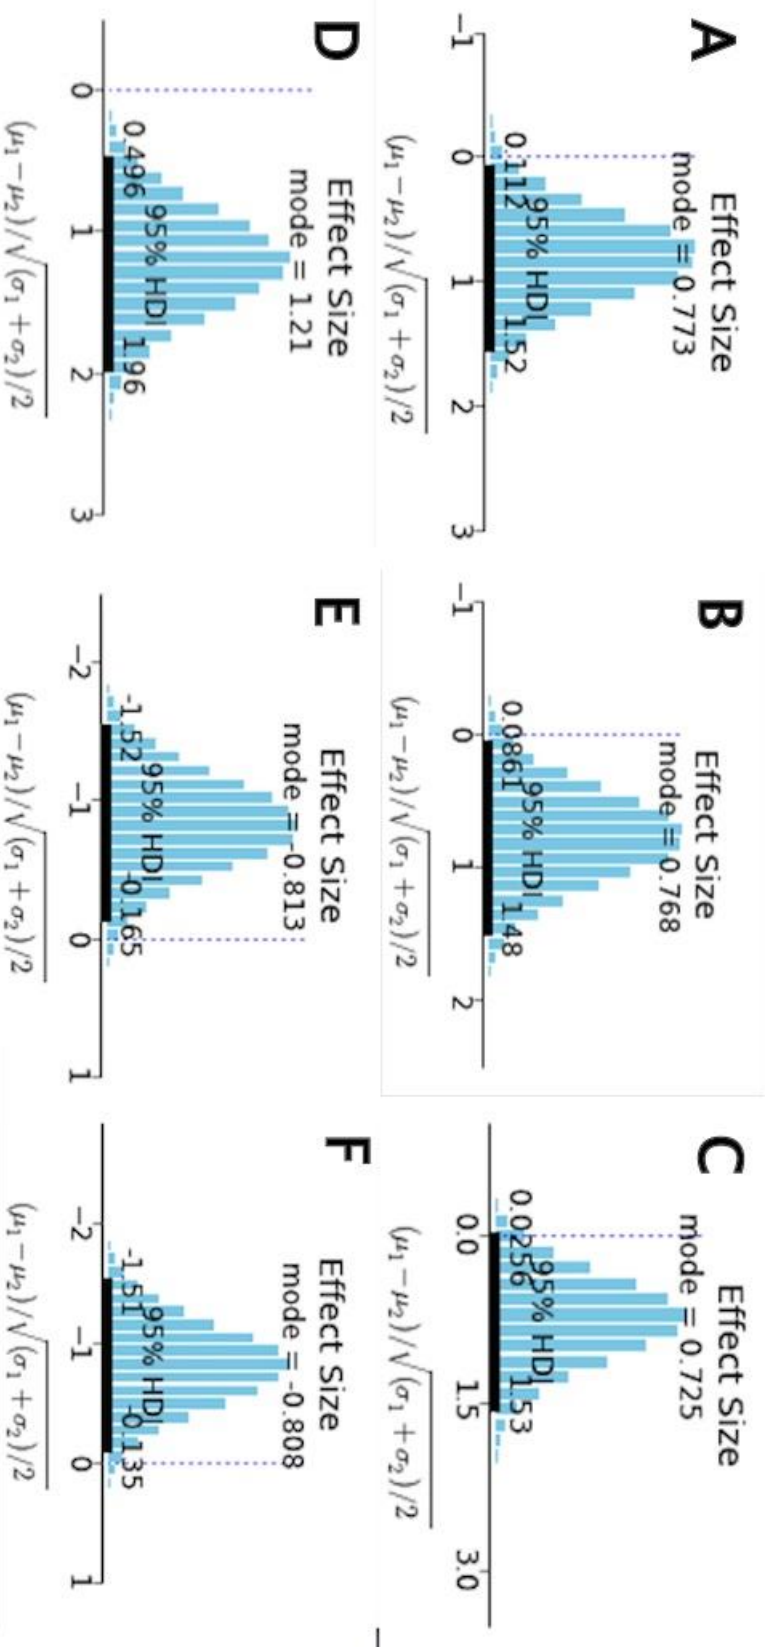 A
Effect Size
mode = 0.773
95% HDI
0.112 1.52
−1 0 1 2 3
(μ₁−μ₂)/√(σ₁+σ₂)/2
B
Effect Size
mode = 0.768
95% HDI
0.0861 1.48
−1 0 1 2
(μ₁−μ₂)/√(σ₁+σ₂)/2
C
Effect Size
mode = 0.725
95% HDI
0.0256 1.53
0.0 1.5 3.0
(μ₁−μ₂)/√(σ₁+σ₂)/2
D
Effect Size
mode = 1.21
95% HDI
0.496 1.96
0 1 2 3
(μ₁−μ₂)/√(σ₁+σ₂)/2
E
Effect Size
mode = -0.813
95% HDI
-1.52 -0.165
−2 −1 0 1
(μ₁−μ₂)/√(σ₁+σ₂)/2
F
Effect Size
mode = -0.808
95% HDI
-1.51 -0.135
−2 −1 0 1
(μ₁−μ₂)/√(σ₁+σ₂)/2